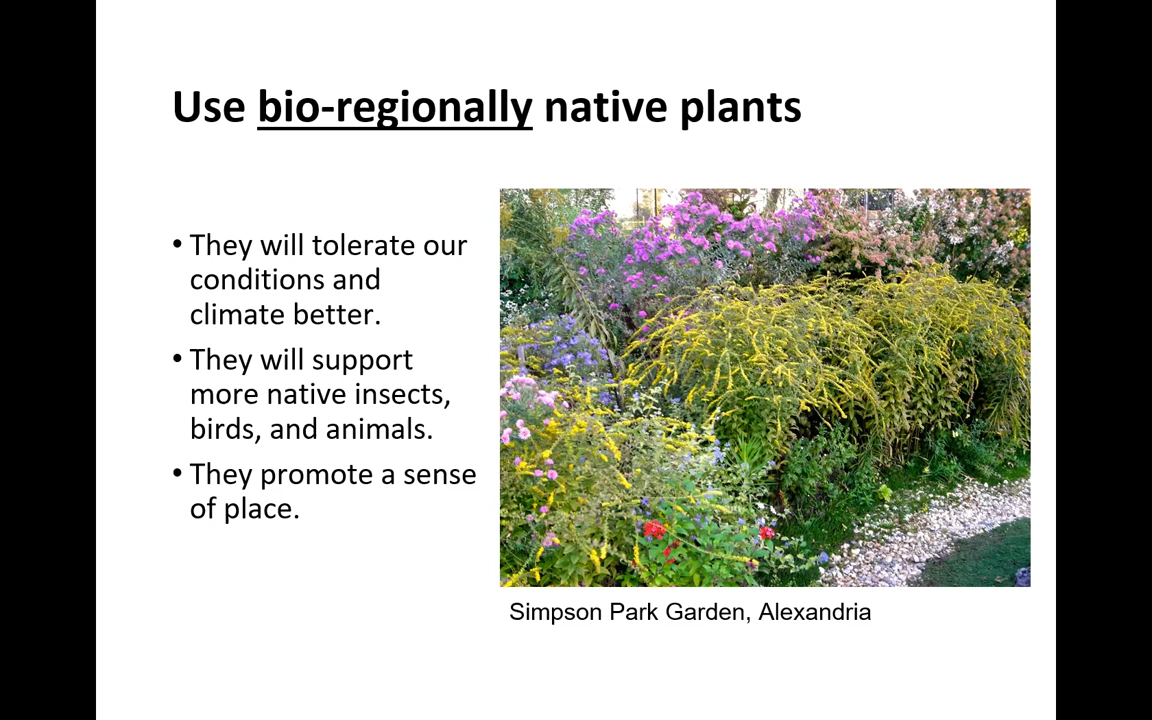 Use bio-regionally native plants
• They will tolerate our
conditions and
climate better.
• They will support
more native insects,
birds, and animals.
• They promote a sense
of place.
Simpson Park Garden, Alexandria